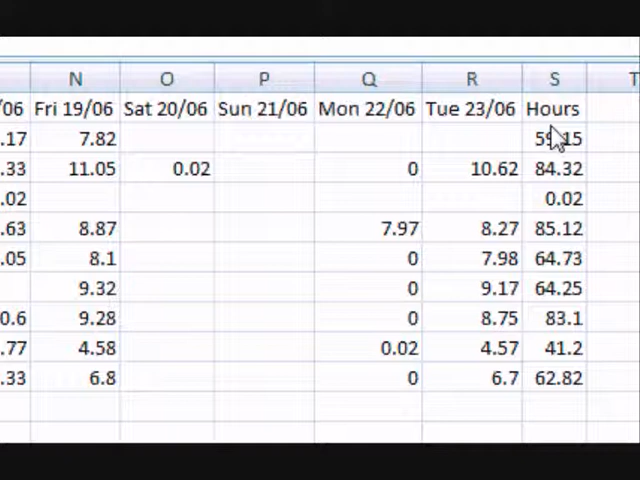 N O P Q R S T
/06 Fri 19/06 Sat 20/06 Sun 21/06 Mon 22/06 Tue 23/06 Hours
.17 7.82 59.15
.33 11.05 0.02 0 10.62 84.32
.02 0.02
.63 8.87 7.97 8.27 85.12
.05 8.1 0 7.98 64.73
9.32 0 9.17 64.25
0.6 9.28 0 8.75 83.1
.77 4.58 0.02 4.57 41.2
.33 6.8 0 6.7 62.82